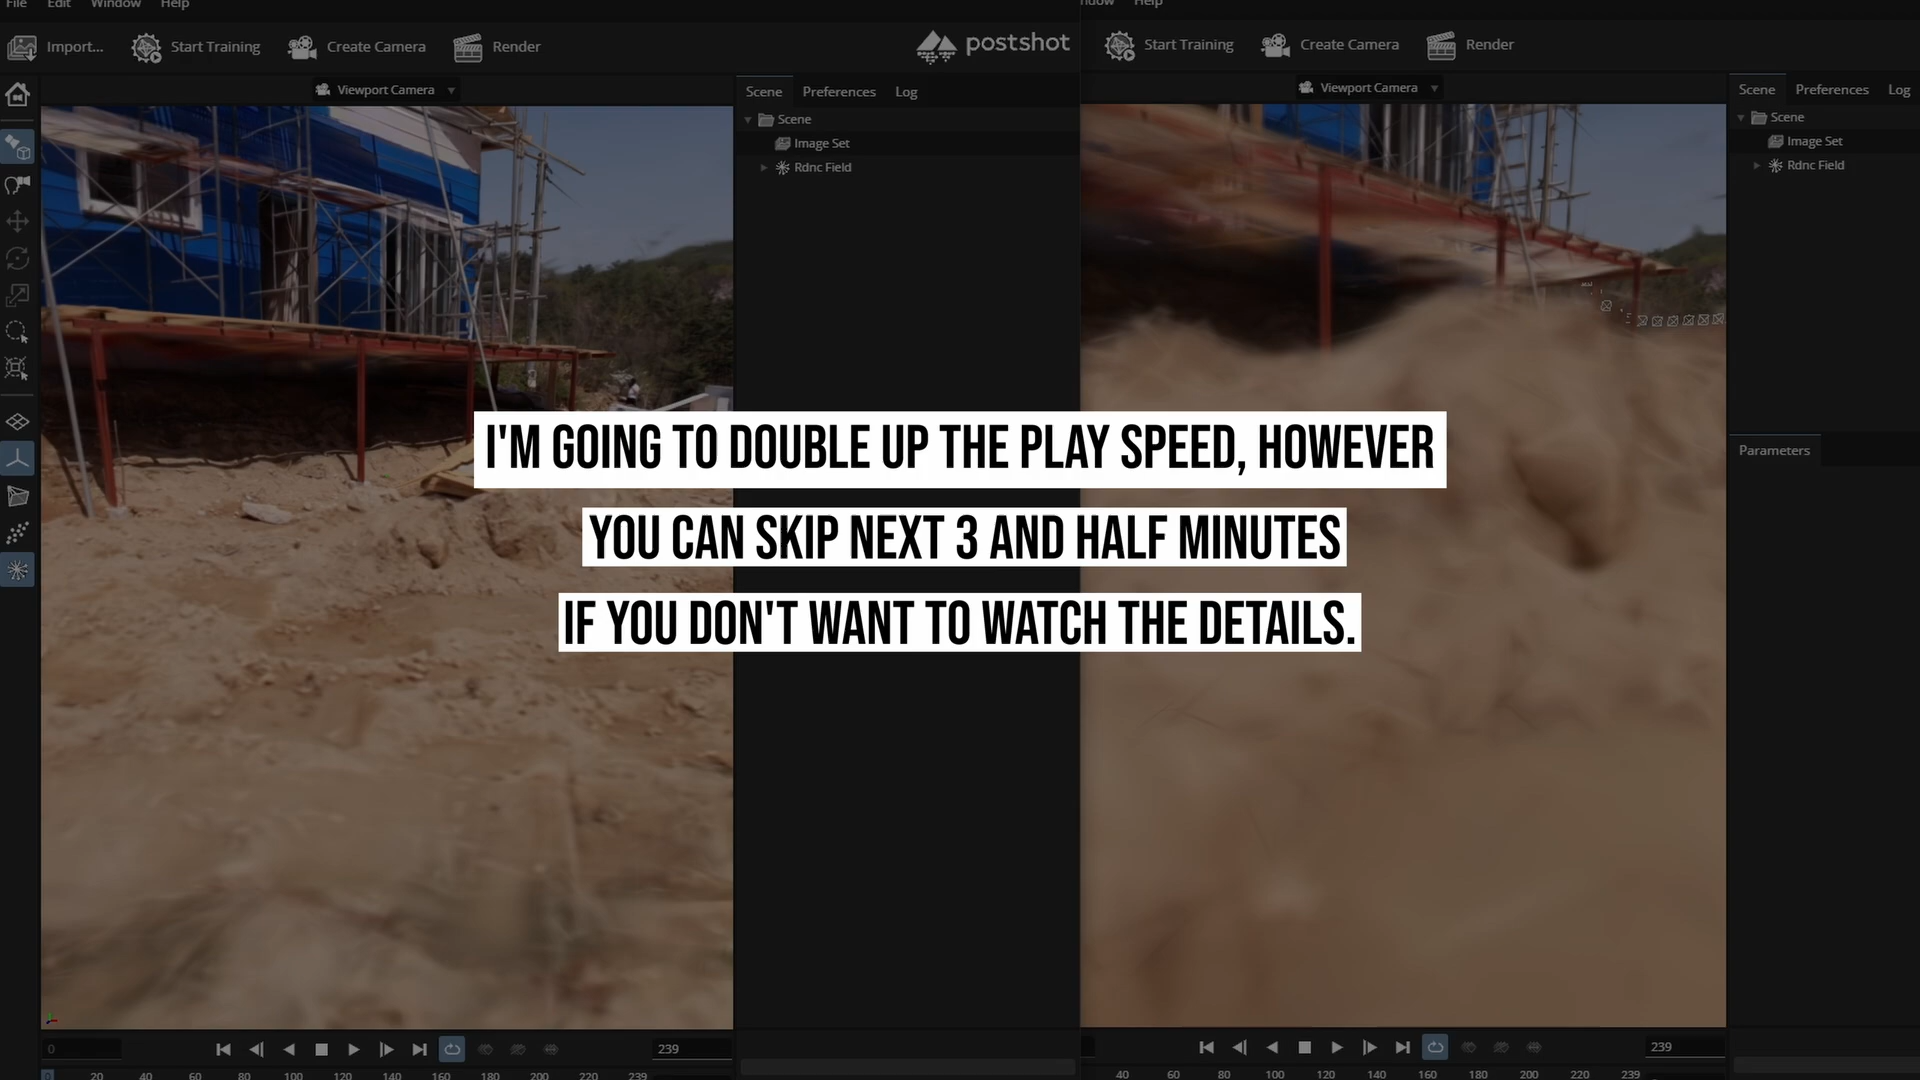 File Edit Window Help
ndow Help
Import... Start Training Create Camera Render postshot
Start Training Create Camera Render
Viewport Camera
Scene Preferences Log
Viewport Camera
Scene Preferences Log
Scene
Image Set
Rdnc Field
Scene
Image Set
Rdnc Field
I'M GOING TO DOUBLE UP THE PLAY SPEED, HOWEVER
YOU CAN SKIP NEXT 3 AND HALF MINUTES
IF YOU DON'T WANT TO WATCH THE DETAILS.
Parameters
0 239
239
0 20 40 60 80 100 120 140 160 180 200 220 239
40 60 80 100 120 140 160 180 200 220 239